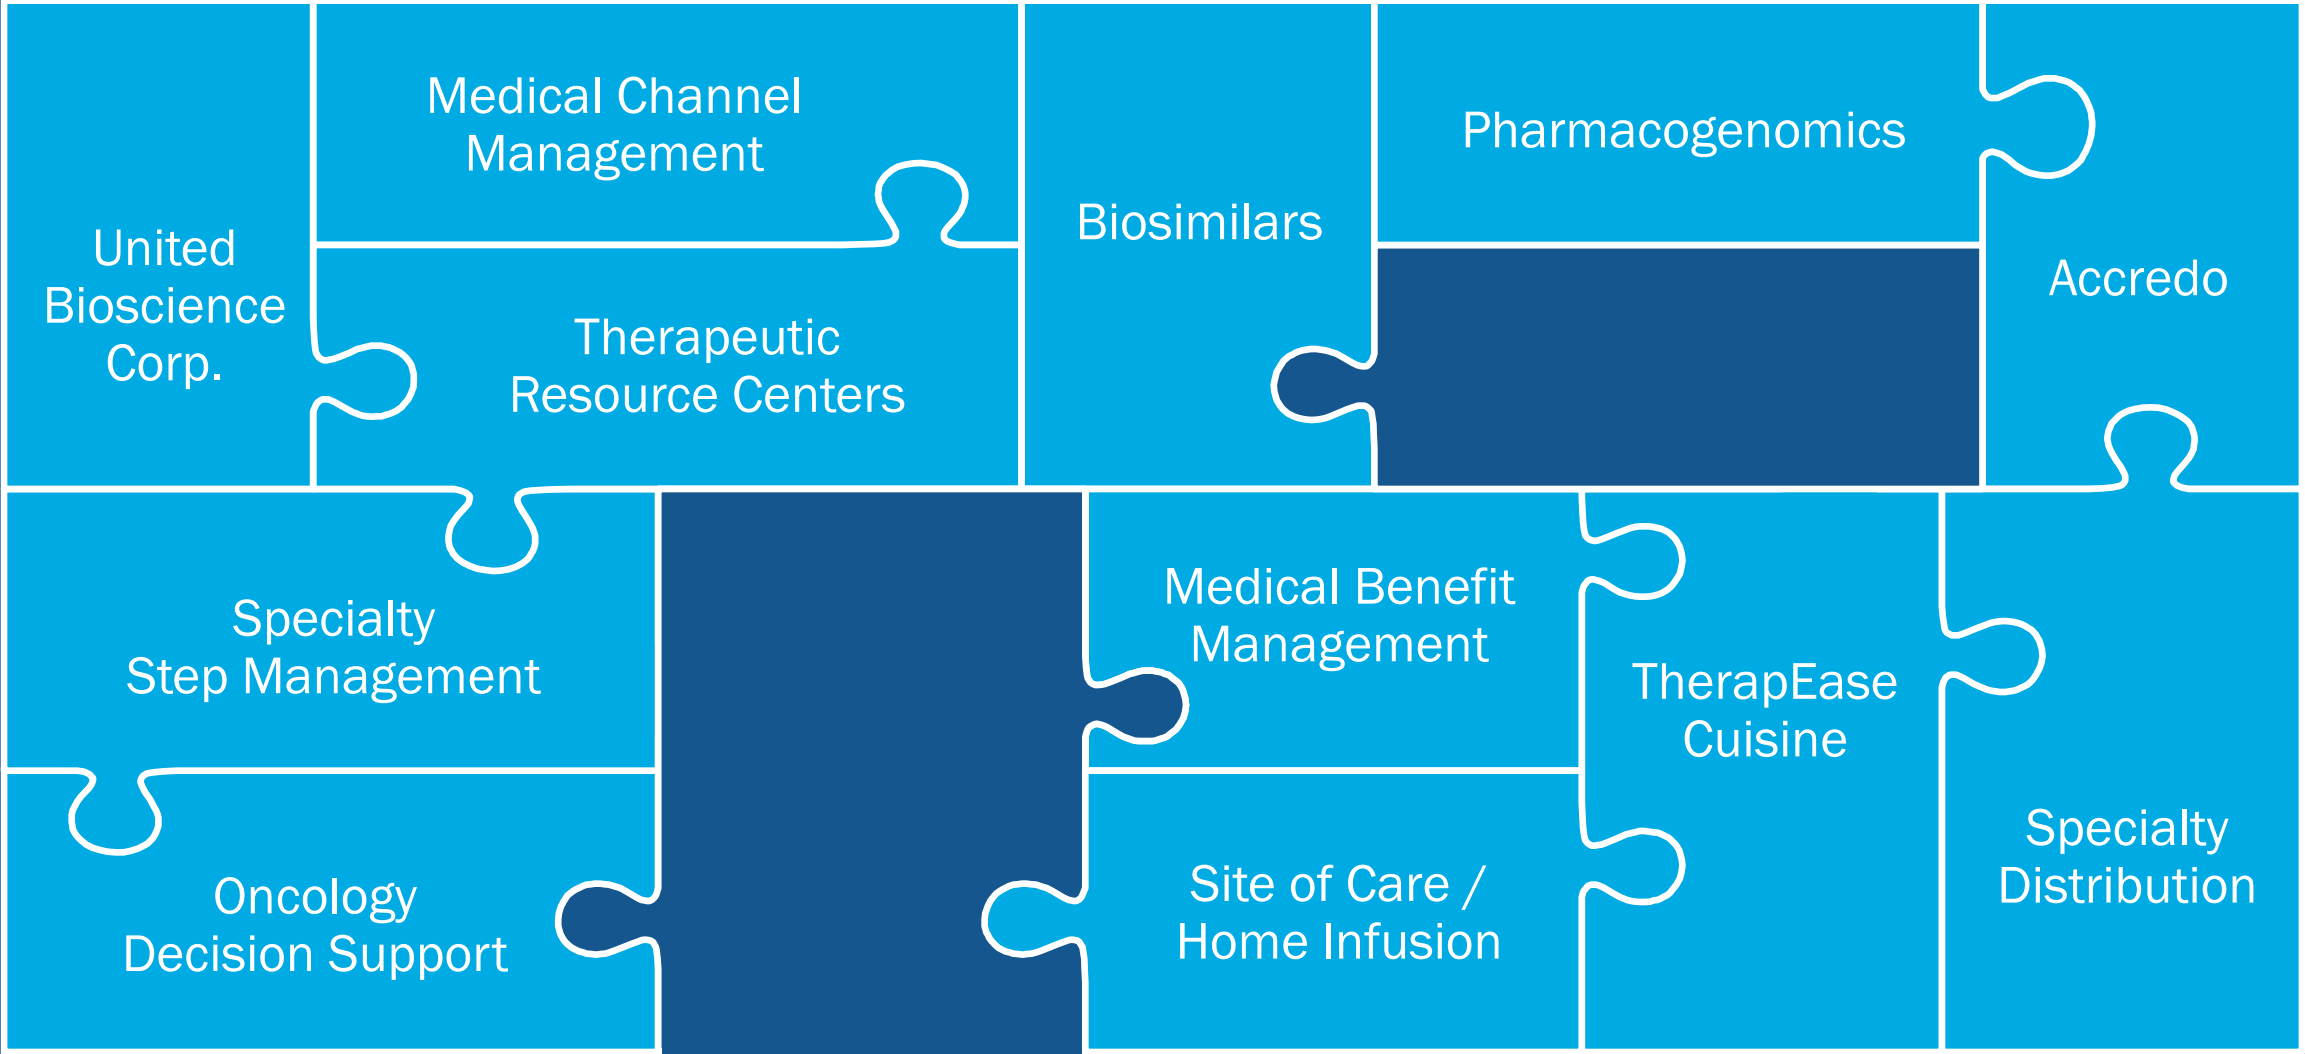 United
Bioscience
Corp.
Medical Channel
Management
Therapeutic
Resource Centers
Biosimilars
Pharmacogenomics
Accredo
Specialty
Step Management
Oncology
Decision Support
Medical Benefit
Management
Site of Care /
Home Infusion
TherapEase
Cuisine
Specialty
Distribution